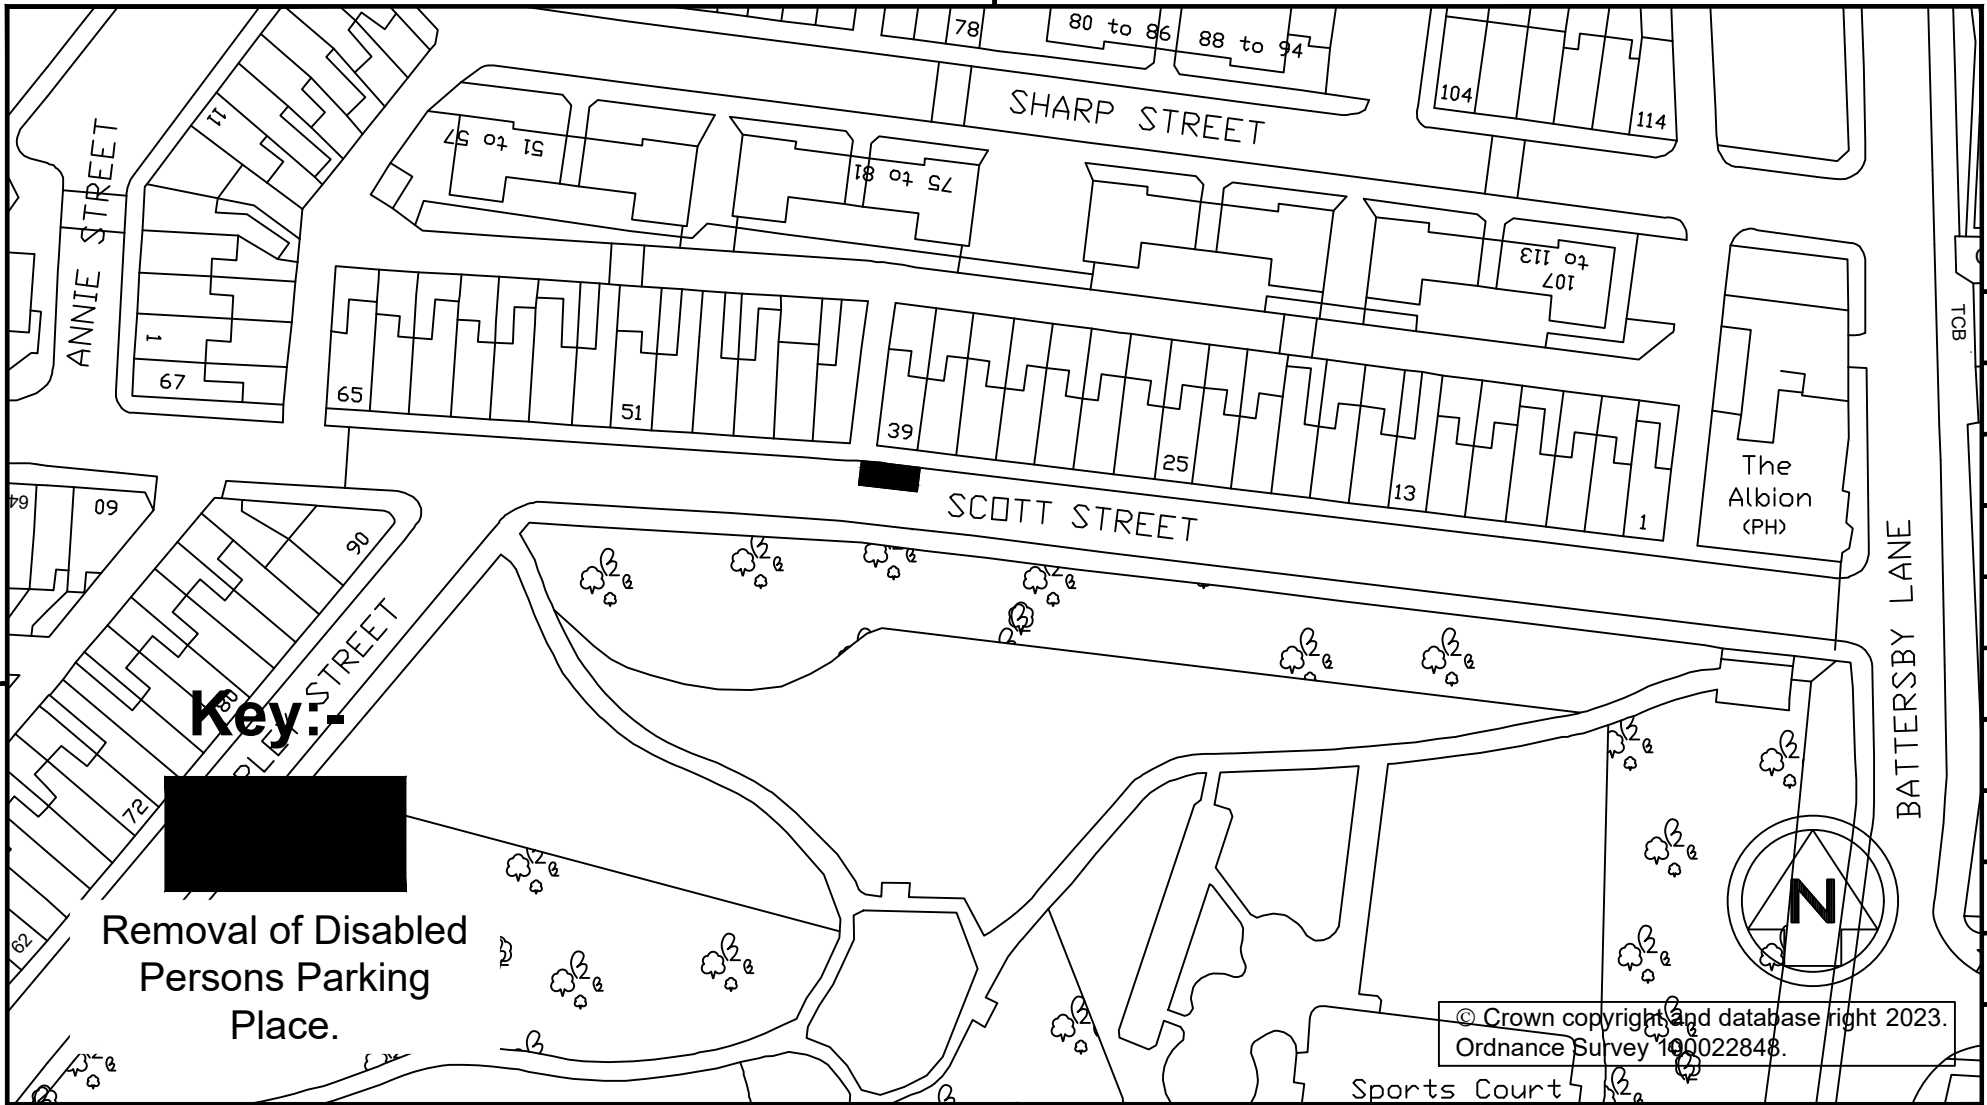 78
80 to 86
88 to 94
104
114
SHARP STREET
11
51 to 57
75 to 81
107
to 113
ANNIE STREET
1
67
65
51
39
25
13
1
The
Albion
(PH)
TCB
SCOTT STREET
BATTERSBY LANE
64
60
90
STREET
80
72
62
Key:-
Removal of Disabled
Persons Parking
Place.
N
© Crown copyright and database right 2023.
Ordnance Survey 100022848.
Sports Court